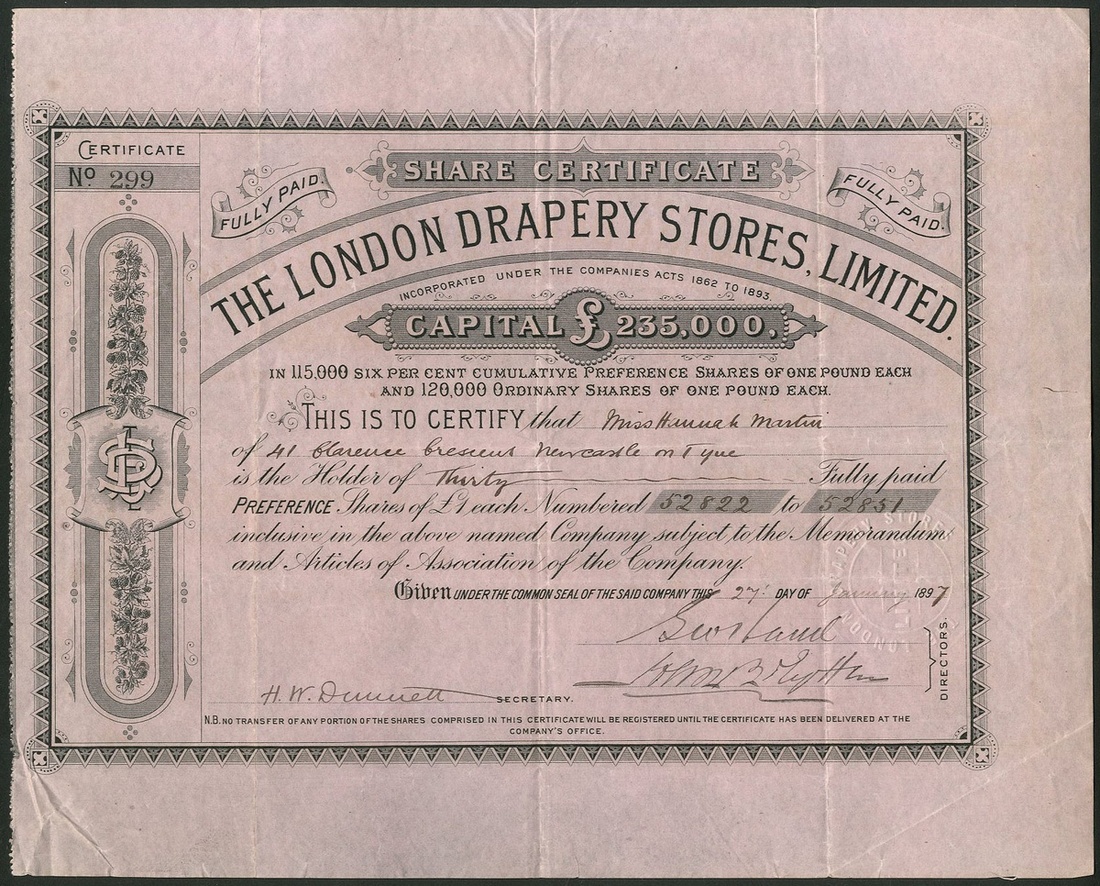 CERTIFICATE
No 299
SHARE CERTIFICATE
FULLY PAID.
FULLY PAID.
THE LONDON DRAPERY STORES, LIMITED.
INCORPORATED UNDER THE COMPANIES ACTS 1862 TO 1893
CAPITAL £ 235,000,
IN 115,000 SIX PER CENT CUMULATIVE PREFERENCE SHARES OF ONE POUND EACH
AND 120,000 ORDINARY SHARES OF ONE POUND EACH.
THIS IS TO CERTIFY that Miss Hannah Martin
of 41 Clarence Crescent Newcastle on Tyne
is the Holder of Thirty Fully paid
PREFERENCE Shares of £1 each Numbered 52822 to 52851
inclusive in the above named Company subject to the Memorandum
and Articles of Association of the Company.
Given UNDER THE COMMON SEAL OF THE SAID COMPANY THIS 27th DAY OF January 1897
DIRECTORS.
H. W. Dunnett SECRETARY.
N.B. NO TRANSFER OF ANY PORTION OF THE SHARES COMPRISED IN THIS CERTIFICATE WILL BE REGISTERED UNTIL THE CERTIFICATE HAS BEEN DELIVERED AT THE
COMPANY'S OFFICE.